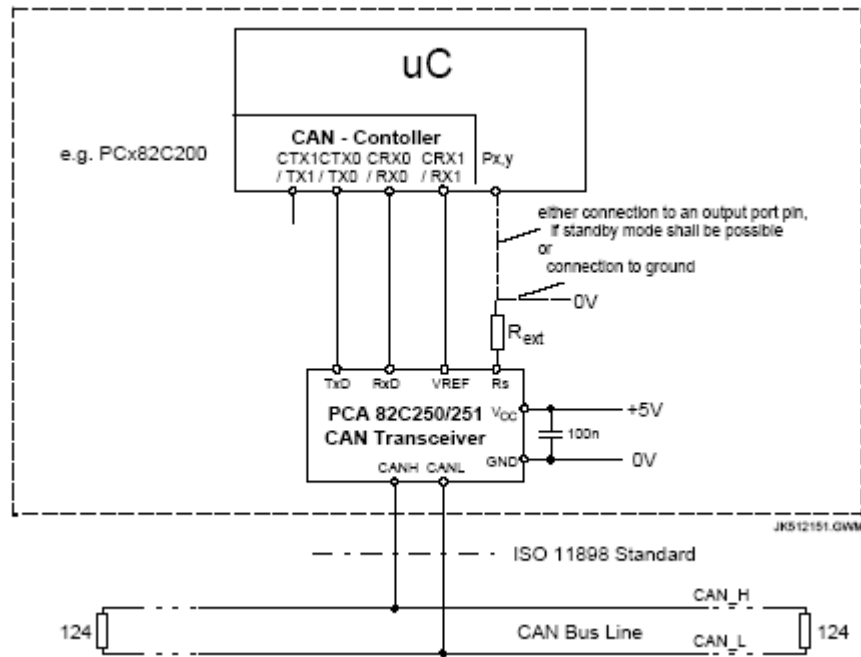 uC
CAN - Contoller
e.g. PCx82C200
CTX1 CTX0 CRX0 CRX1 Px,y
/ TX1 / TX0 / RX0 / RX1
either connection to an output port pin,
if standby mode shall be possible
or
connection to ground
0V
Rext
TxD RxD VREF Rs
PCA 82C250/251
CAN Transceiver
VCC
+5V
100n
GND
0V
CANH CANL
JK512151.GWM
ISO 11898 Standard
CAN_H
124
CAN Bus Line
124
CAN_L